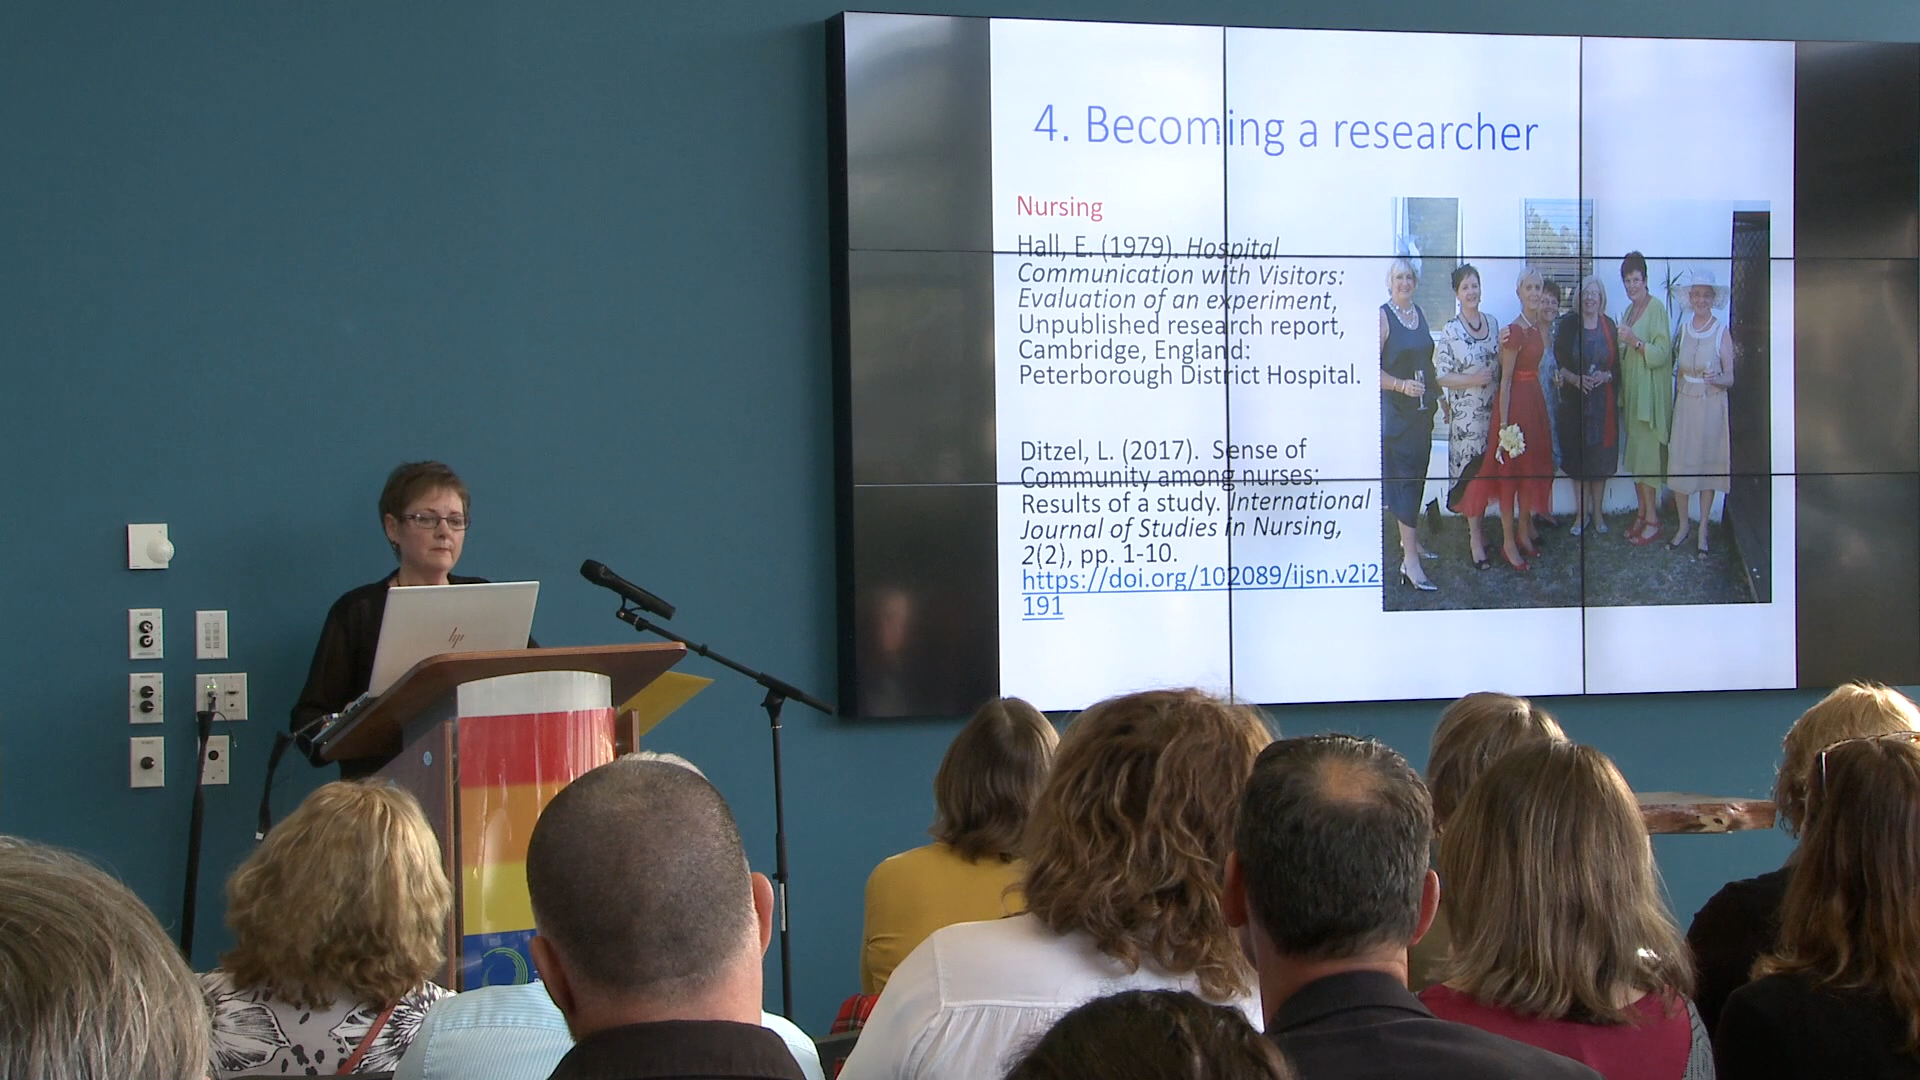 4. Becoming a researcher
Nursing
Hall, E. (1979). Hospital
Communication with Visitors:
Evaluation of an experiment,
Unpublished research report,
Cambridge, England:
Peterborough District Hospital.
Ditzel, L. (2017). Sense of
Community among nurses:
Results of a study. International
Journal of Studies in Nursing,
2(2), pp. 1-10.
https://doi.org/102089/ijsn.v2i2
191
hp